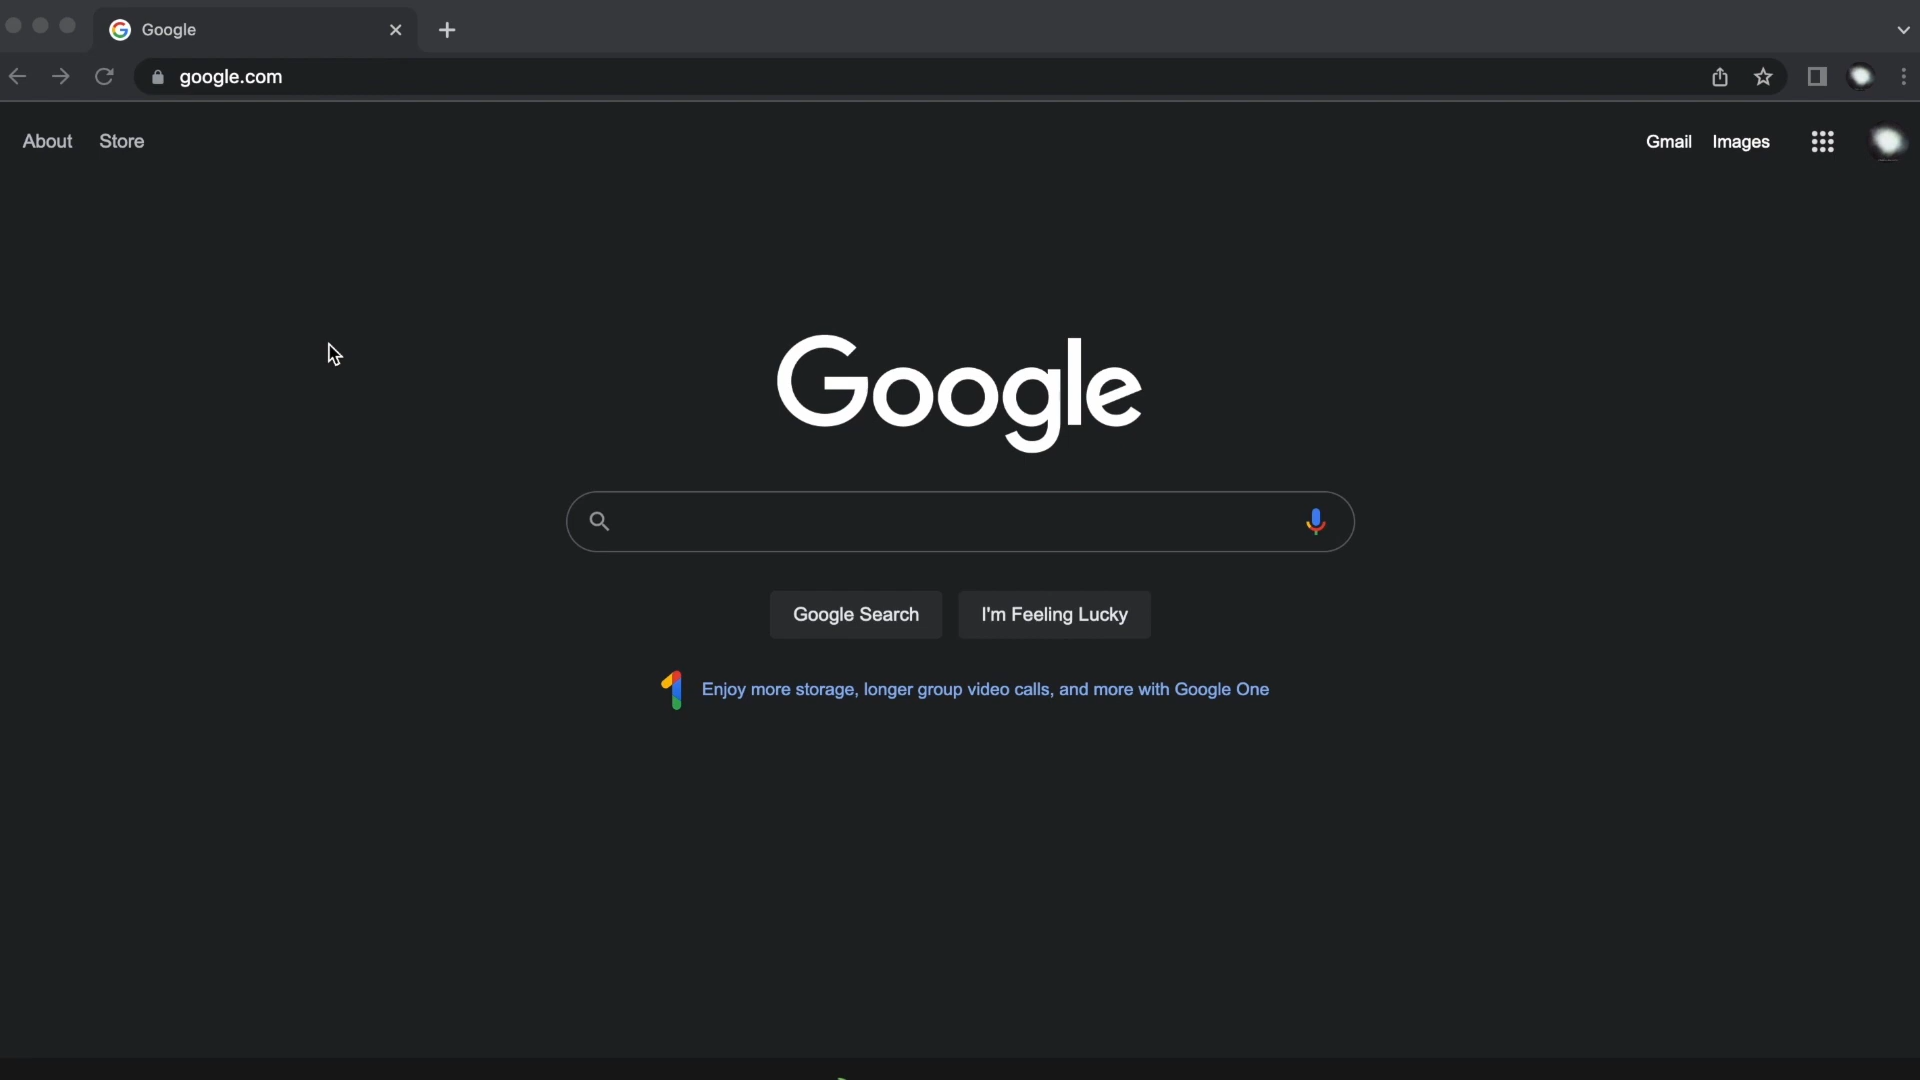 Google
google.com
About Store
Gmail Images
Google
Google Search I'm Feeling Lucky
Enjoy more storage, longer group video calls, and more with Google One